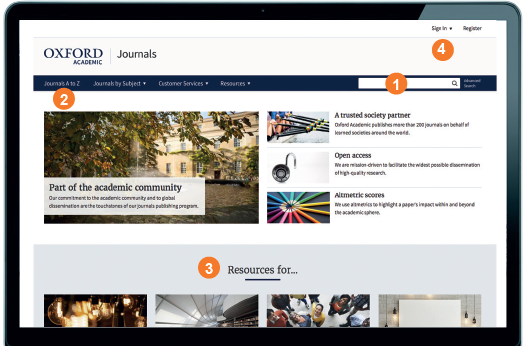 Sign In ▾ Register
4
OXFORD
ACADEMIC
Journals
Journals A to Z Journals by Subject ▾ Customer Services ▾ Resources ▾
1
Advanced
Search
2
A trusted society partner
Oxford Academic publishes more than 200 journals on behalf of
learned societies around the world.
Open access
We are mission-driven to facilitate the widest possible dissemination
of high-quality research.
Part of the academic community
Our commitment to the academic community and to global
dissemination are the touchstones of our journals publishing program.
Altmetric scores
We use altmetrics to highlight a paper's impact within and beyond
the academic sphere.
3
Resources for...